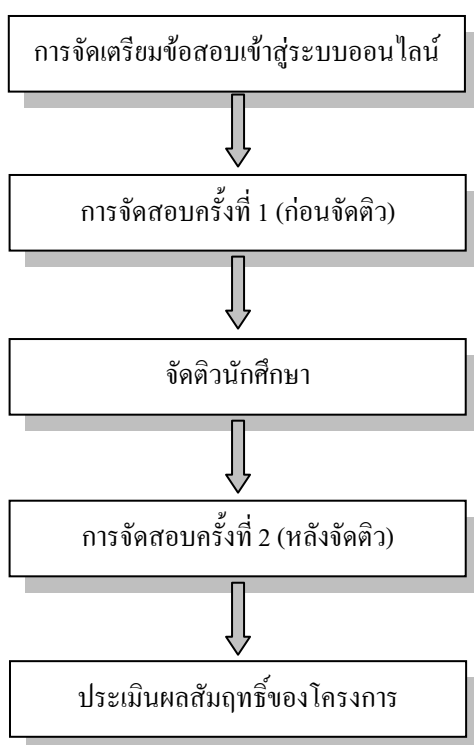 การจัดเตรียมข้อสอบเข้าสู่ระบบออนไลน์
การจัดสอบครั้งที่ 1 (ก่อนจัดติว)
จัดติวนักศึกษา
การจัดสอบครั้งที่ 2 (หลังจัดติว)
ประเมินผลสัมฤทธิ์ของโครงการ